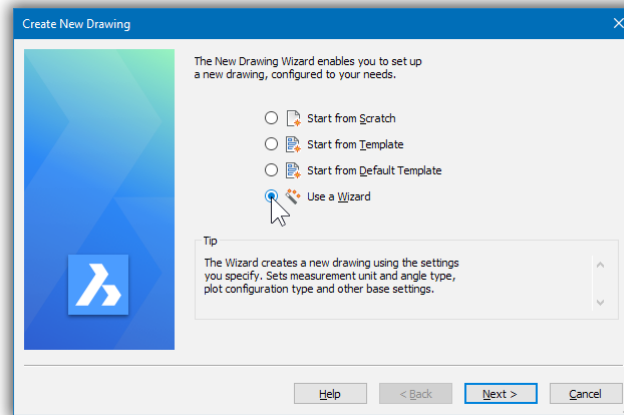 Create New Drawing
The New Drawing Wizard enables you to set up
a new drawing, configured to your needs.
Start from Scratch
Start from Template
Start from Default Template
Use a Wizard
Tip
The Wizard creates a new drawing using the settings
you specify. Sets measurement unit and angle type,
plot configuration type and other base settings.
Help < Back Next > Cancel